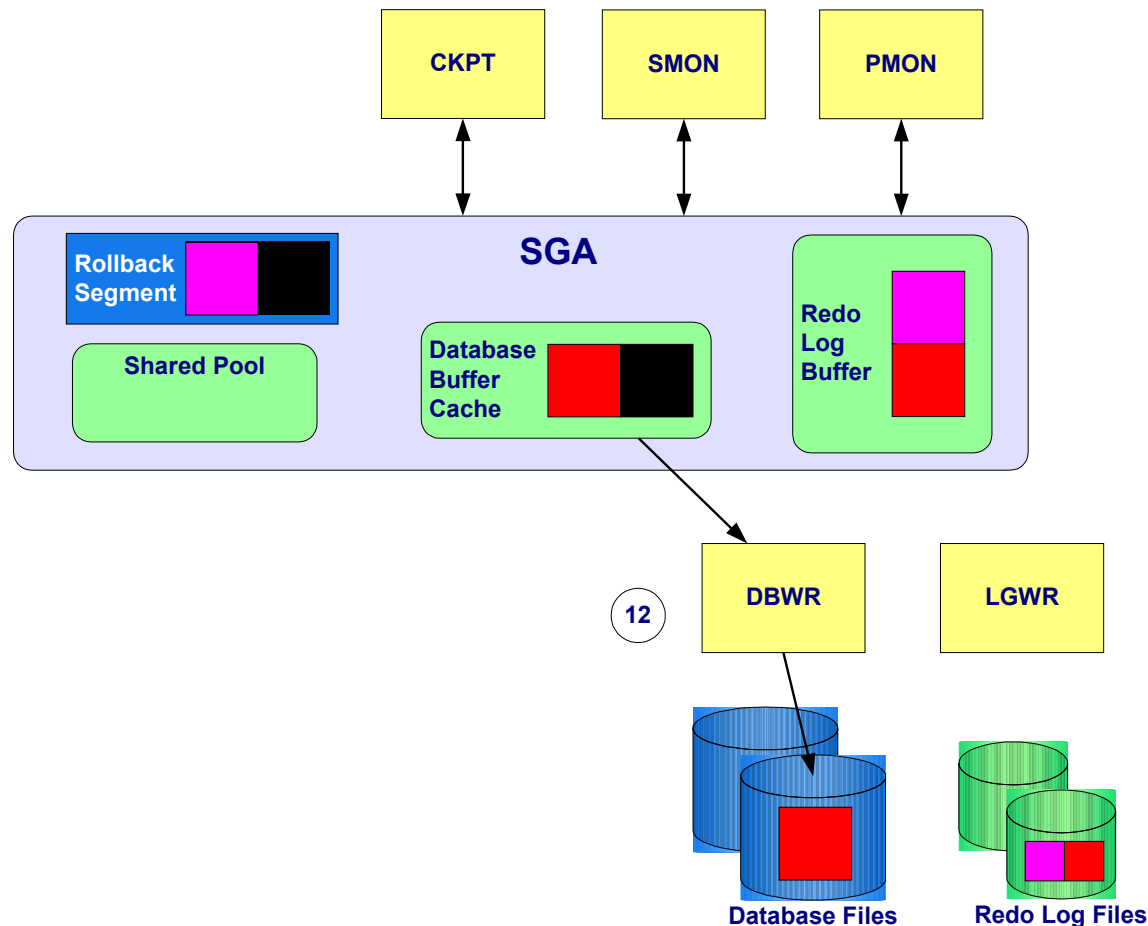 CKPT
SMON
PMON
SGA
Rollback
Segment
Shared Pool
Database
Buffer
Cache
Redo
Log
Buffer
12
DBWR
LGWR
Database Files
Redo Log Files